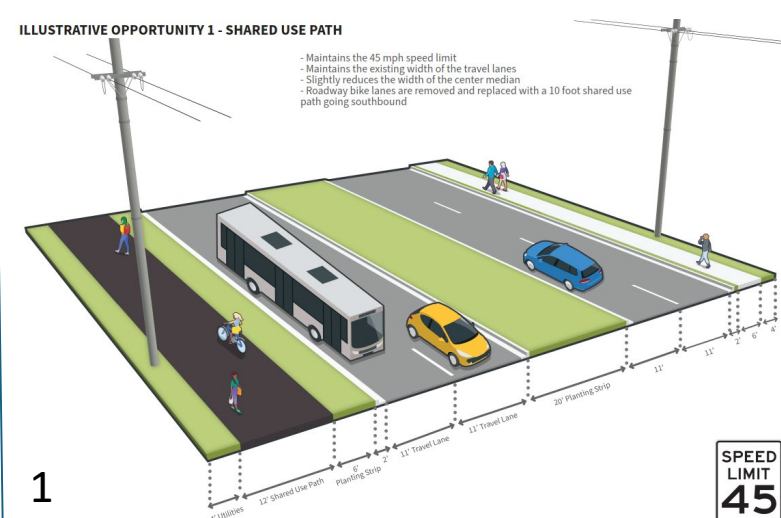 ILLUSTRATIVE OPPORTUNITY 1 - SHARED USE PATH
- Maintains the 45 mph speed limit
- Maintains the existing width of the travel lanes
- Slightly reduces the width of the center median
- Roadway bike lanes are removed and replaced with a 10 foot shared use
path going southbound
4'
6'
2'
11'
11'
20' Planting Strip
11' Travel Lane
11' Travel Lane
2'
6'
Planting Strip
12' Shared Use Path
Utilities
1
SPEED
LIMIT
45